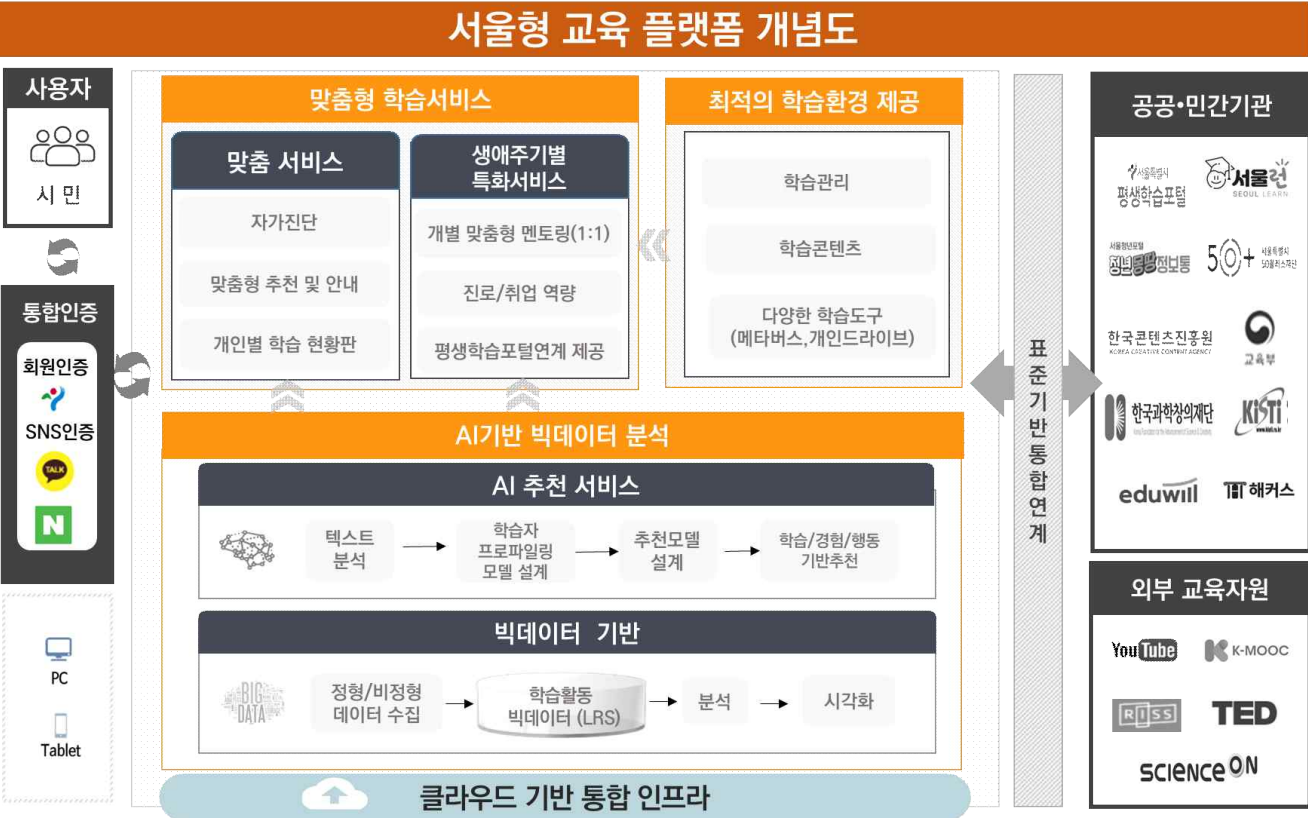 서울형 교육 플랫폼 개념도
사용자
시 민
통합인증
회원인증
SNS인증
TALK
N
PC
Tablet
맞춤형 학습서비스
맞춤 서비스
자가진단
맞춤형 추천 및 안내
개인별 학습 현황판
생애주기별
특화서비스
개별 맞춤형 멘토링(1:1)
진로/취업 역량
평생학습포털연계 제공
최적의 학습환경 제공
학습관리
학습콘텐츠
다양한 학습도구
(메타버스,개인드라이브)
AI기반 빅데이터 분석
AI 추천 서비스
텍스트
분석
학습자
프로파일링
모델 설계
추천모델
설계
학습/경험/행동
기반추천
빅데이터 기반
BIG
DATA
정형/비정형
데이터 수집
학습활동
빅데이터 (LRS)
분석
시각화
클라우드 기반 통합 인프라
표준기반통합연계
공공•민간기관
서울특별시
평생학습포털
서울런
SEOUL LEARN
서울청년포털
청년몽땅정보통
50+
서울특별시
50플러스재단
한국콘텐츠진흥원
KOREA CREATIVE CONTENT AGENCY
교육부
한국과학창의재단
KiSTi
www.kisti.re.kr
eduwill
해커스
외부 교육자원
YouTube
K-MOOC
RISS
TED
SCIENCE ON